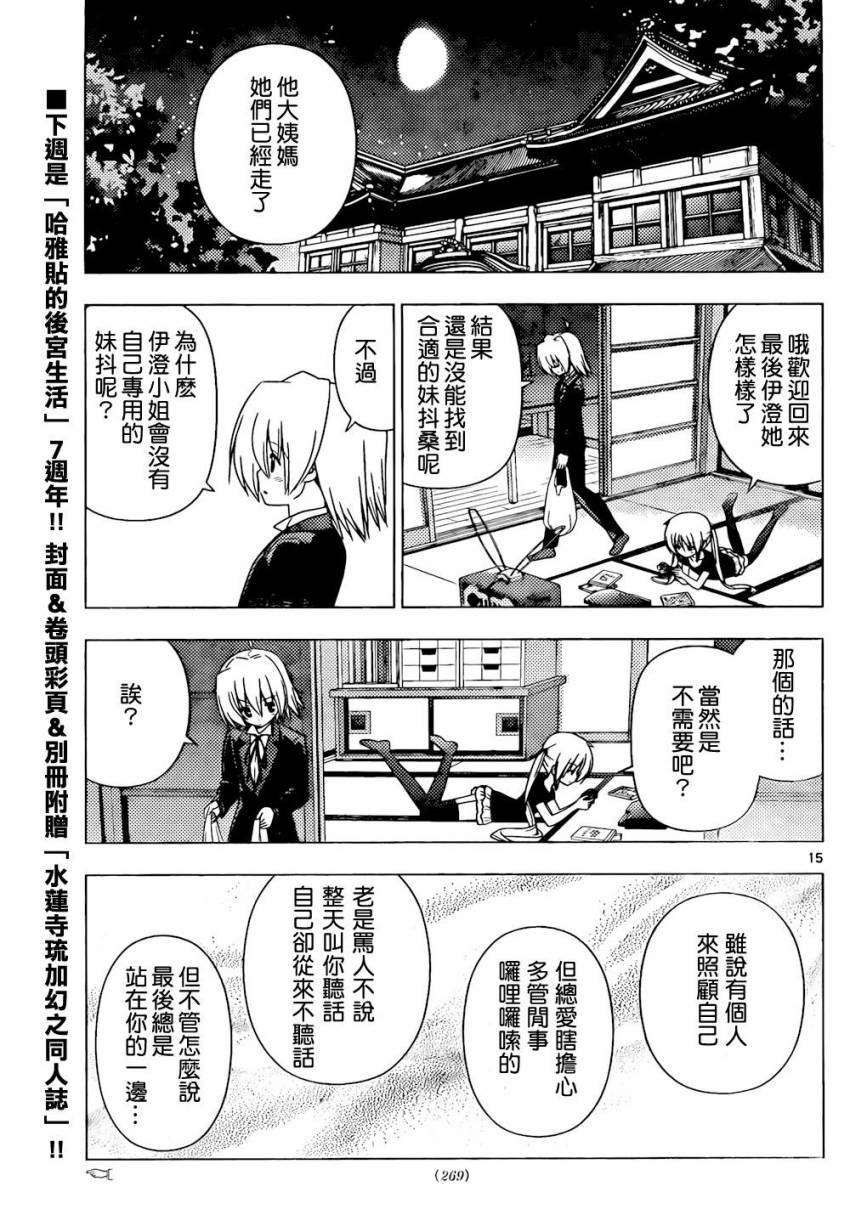 他大姨媽
她們已經走了
哦歡迎回來
最後伊澄她
怎樣樣了
結果
還是沒能找到
合適的妹抖桑呢
不過
為什麼
伊澄小姐會沒有
自己專用的
妹抖呢？
那個的話…
當然是
不需要吧？
誒？
15
雖說有個人
來照顧自己
但總愛瞎擔心
多管閒事
囉哩囉嗦的
老是罵人不說
整天叫你聽話
自己卻從來不聽話
但不管怎麼說
最後總是
站在你的一邊…
■下週是「哈雅貼的後宮生活」7週年!! 封面&卷頭彩頁&別冊附贈「水蓮寺琉加幻之同人誌」!!
(269)